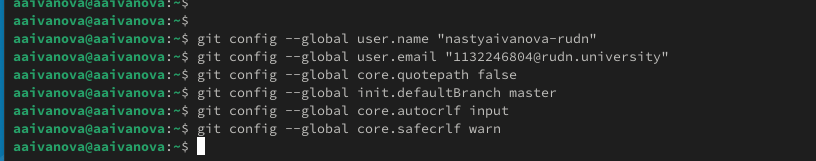 aaivanova@aaivanova:~$
aaivanova@aaivanova:~$
aaivanova@aaivanova:~$ git config --global user.name "nastyaivanova-rudn"
aaivanova@aaivanova:~$ git config --global user.email "1132246804@rudn.university"
aaivanova@aaivanova:~$ git config --global core.quotepath false
aaivanova@aaivanova:~$ git config --global init.defaultBranch master
aaivanova@aaivanova:~$ git config --global core.autocrlf input
aaivanova@aaivanova:~$ git config --global core.safecrlf warn
aaivanova@aaivanova:~$